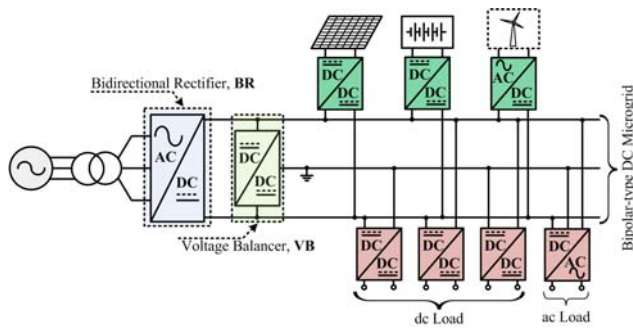 Bidirectional Rectifier, BR
AC
DC
DC
DC
Voltage Balancer, VB
DC
DC
DC
DC
AC
DC
DC
DC
DC
DC
DC
DC
DC
AC
dc Load
ac Load
Bipolar-type DC Microgrid